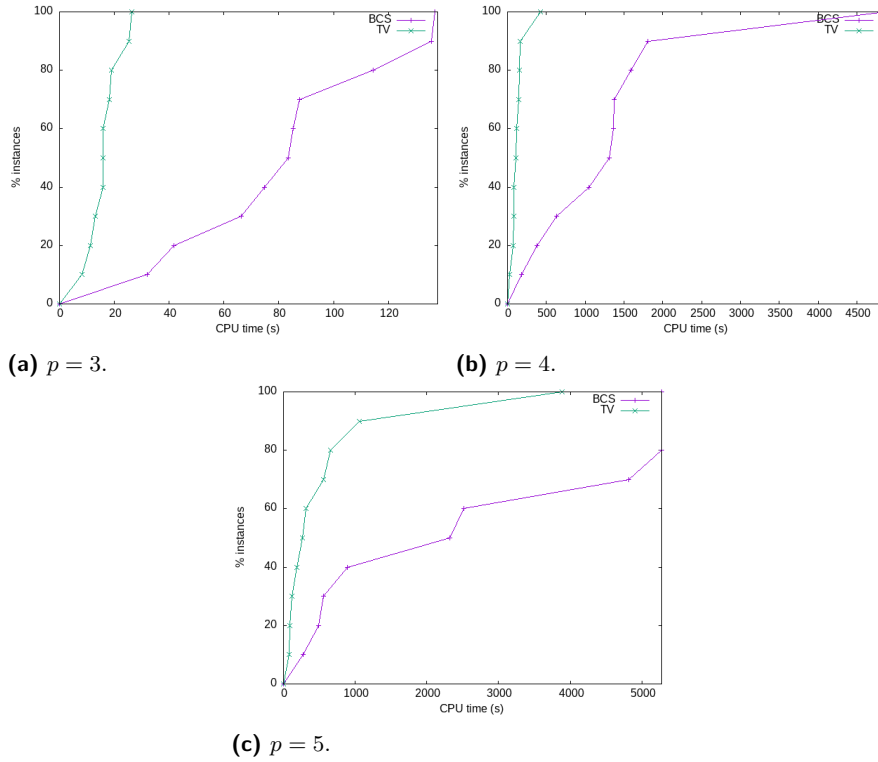 100
80
60
40
20
0
% instances
0 20 40 60 80 100 120
CPU time (s)
BCS
TV
(a) p = 3.
100
80
60
40
20
0
% instances
0 500 1000 1500 2000 2500 3000 3500 4000 4500
CPU time (s)
BCS
TV
(b) p = 4.
100
80
60
40
20
0
% instances
0 1000 2000 3000 4000 5000
CPU time (s)
BCS
TV
(c) p = 5.